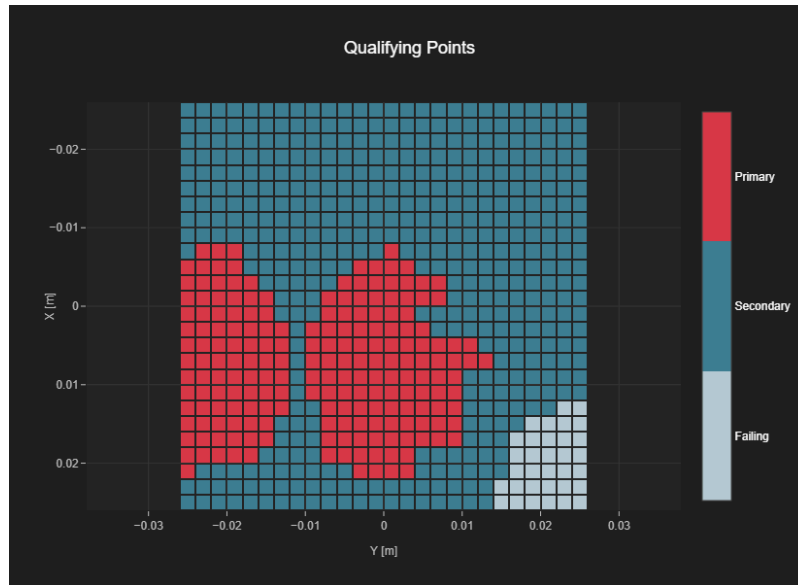 Qualifying Points
−0.02
−0.01
0
0.01
0.02
X [m]
−0.03
−0.02
−0.01
0
0.01
0.02
0.03
Y [m]
Primary
Secondary
Failing